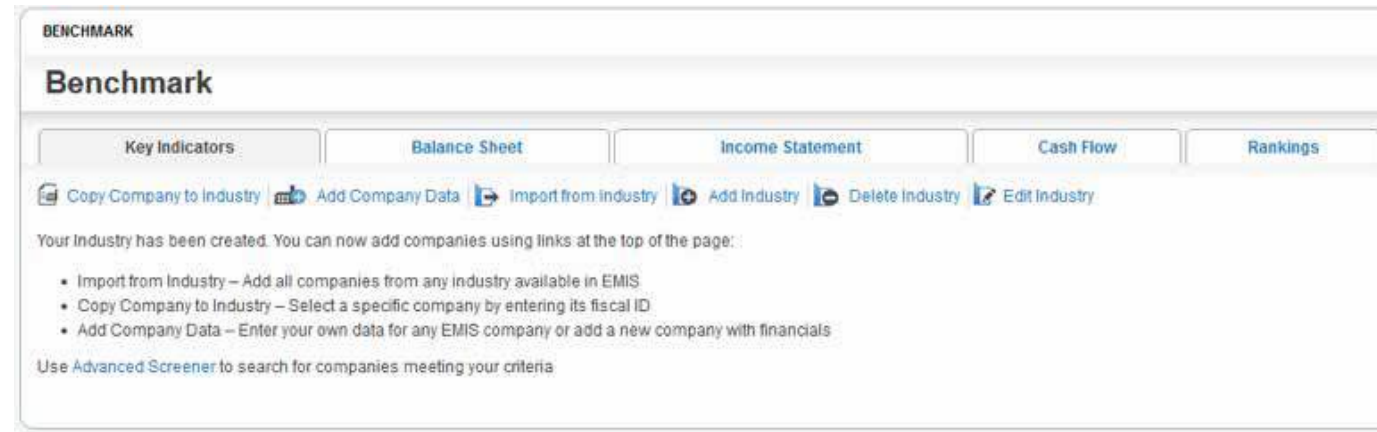 BENCHMARK
Benchmark
Key Indicators Balance Sheet Income Statement Cash Flow Rankings
Copy Company to Industry Add Company Data Import from Industry Add Industry Delete Industry Edit Industry
Your Industry has been created. You can now add companies using links at the top of the page:
• Import from Industry – Add all companies from any industry available in EMIS
• Copy Company to Industry – Select a specific company by entering its fiscal ID
• Add Company Data – Enter your own data for any EMIS company or add a new company with financials
Use Advanced Screener to search for companies meeting your criteria